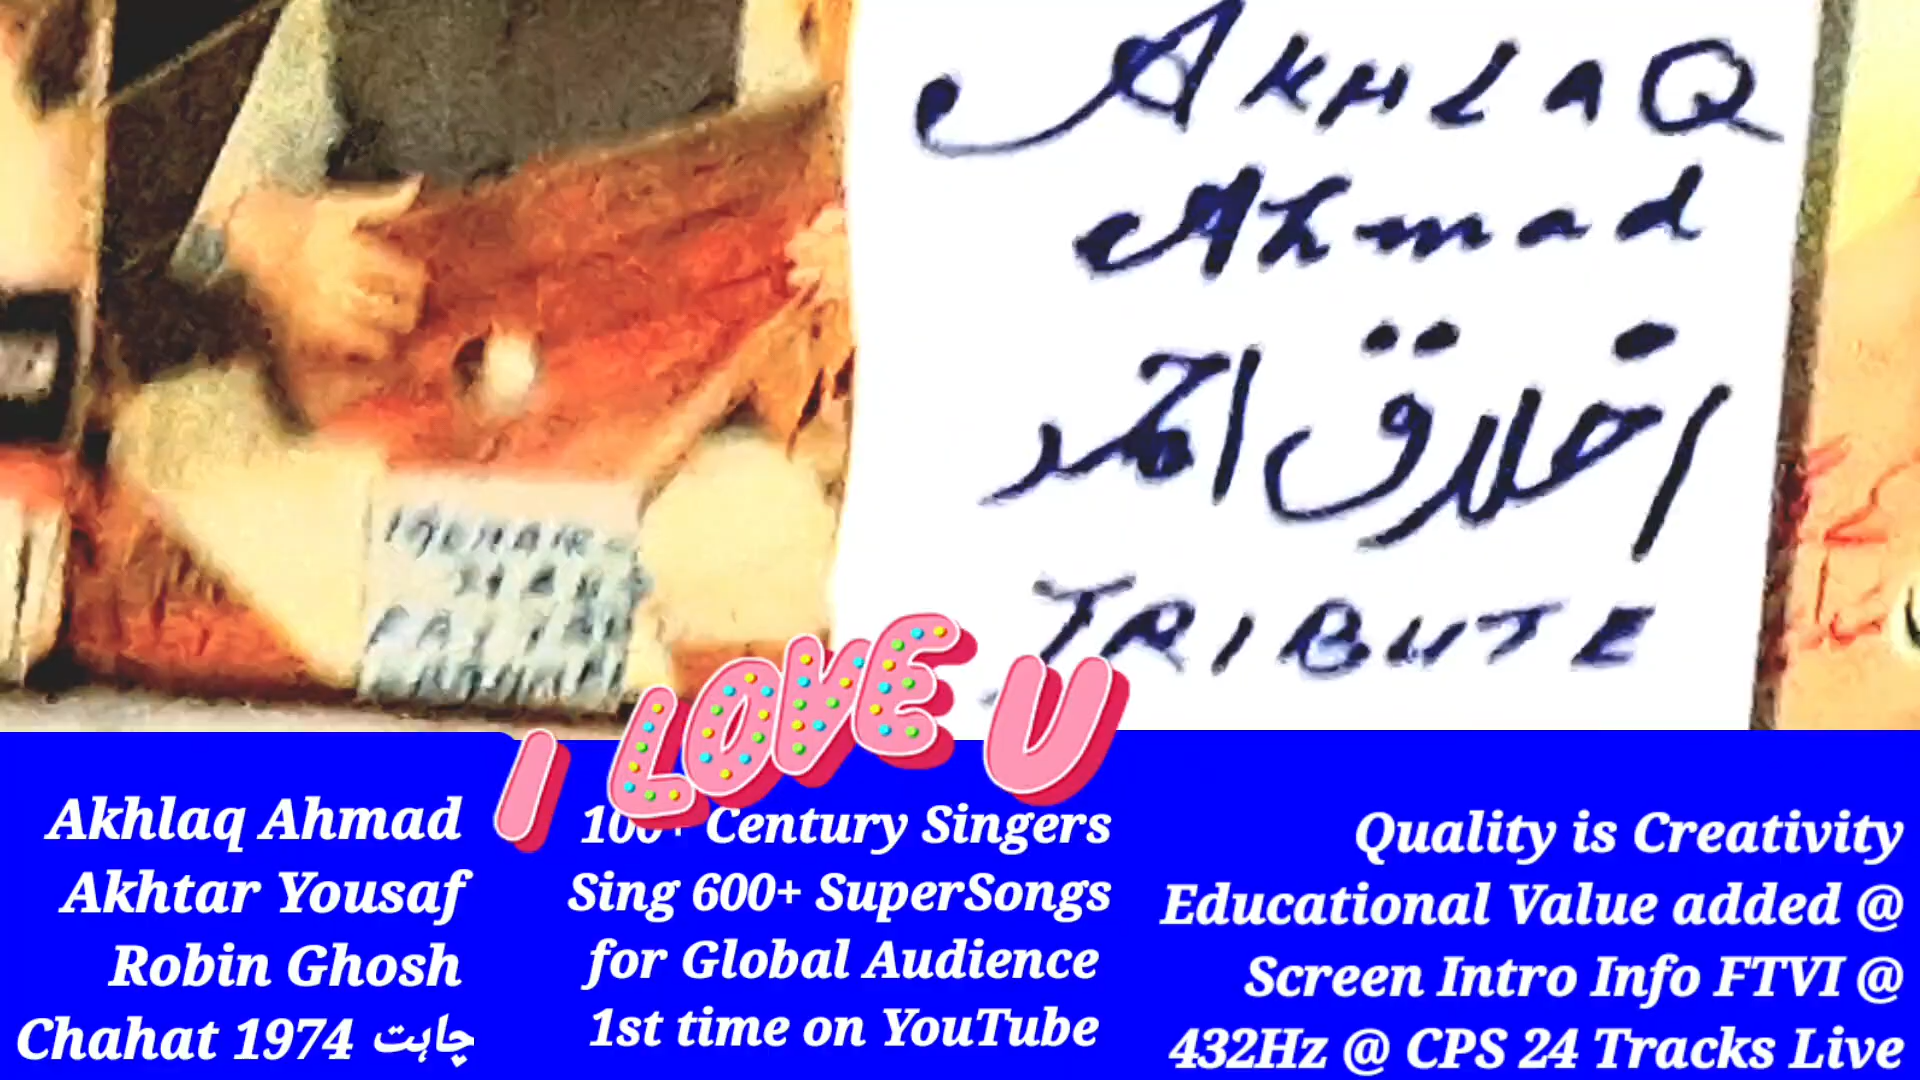 AKHLAQ
Ahmad
اخلاق احمد
TRIBUTE
I LOVE U
Akhlaq Ahmad
Akhtar Yousaf
Robin Ghosh
Chahat 1974 چاہت
100+ Century Singers
Sing 600+ SuperSongs
for Global Audience
1st time on YouTube
Quality is Creativity
Educational Value added @
Screen Intro Info FTVI @
432Hz @ CPS 24 Tracks Live